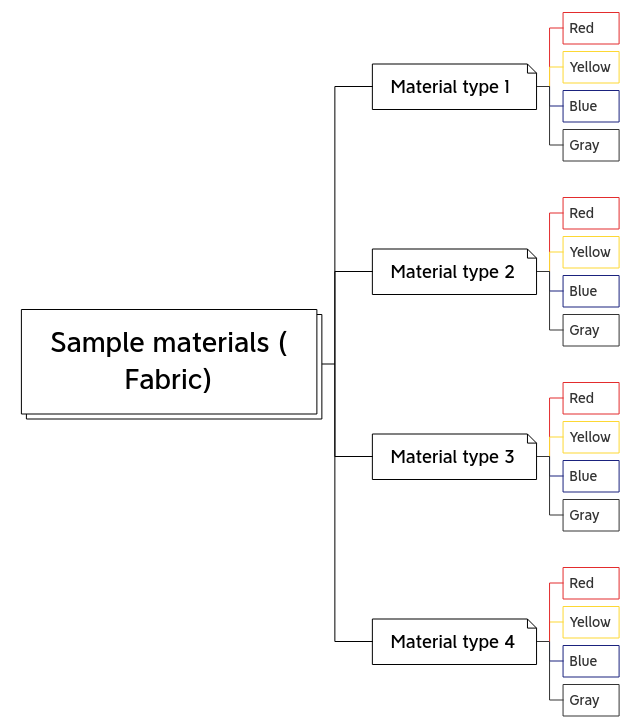 Sample materials (
Fabric)
Material type 1
Red
Yellow
Blue
Gray
Material type 2
Red
Yellow
Blue
Gray
Material type 3
Red
Yellow
Blue
Gray
Material type 4
Red
Yellow
Blue
Gray